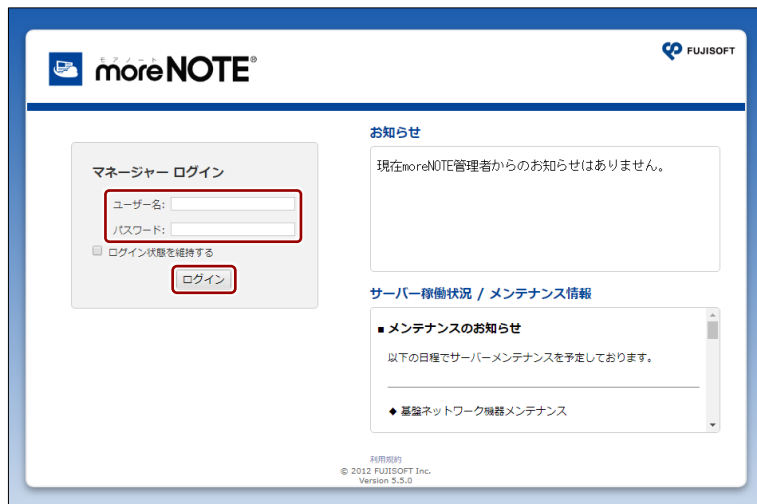 モアノート
moreNOTE®
FUJISOFT
マネージャー ログイン
ユーザー名:
パスワード:
ログイン状態を維持する
ログイン
お知らせ
現在moreNOTE管理者からのお知らせはありません。
サーバー稼働状況 / メンテナンス情報
■ メンテナンスのお知らせ
以下の日程でサーバーメンテナンスを予定しております。
◆ 基盤ネットワーク機器メンテナンス
利用規約
© 2012 FUJISOFT Inc.
Version 5.5.0